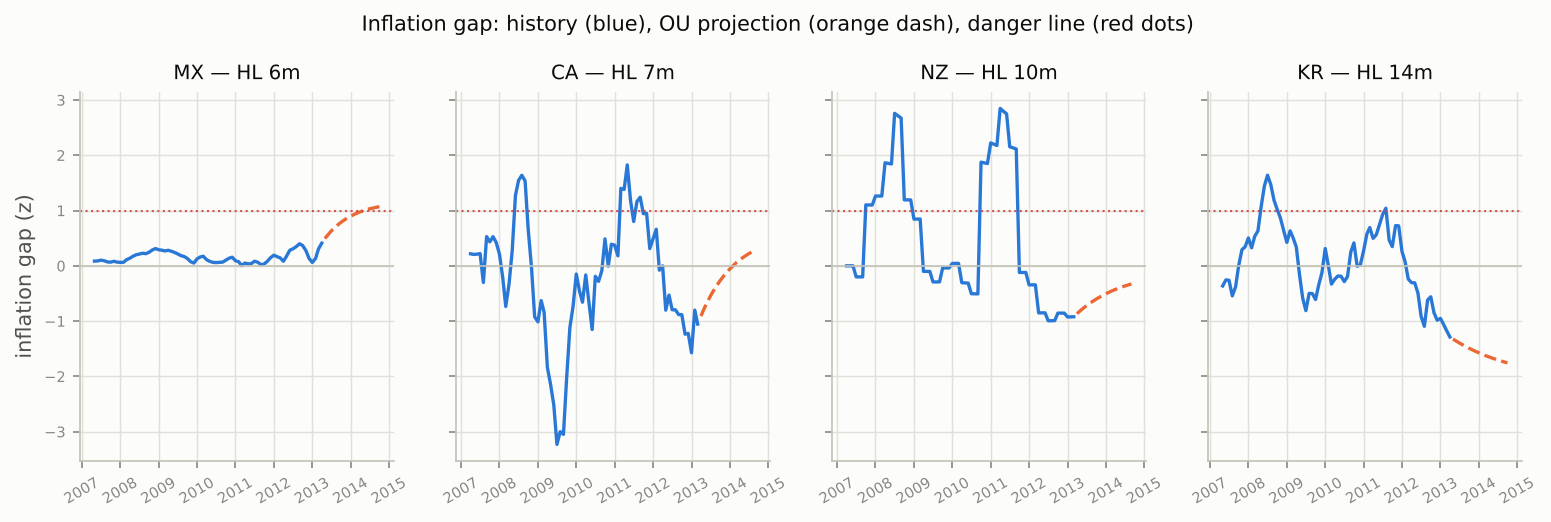 Inflation gap: history (blue), OU projection (orange dash), danger line (red dots)
MX — HL 6m
CA — HL 7m
NZ — HL 10m
KR — HL 14m
inflation gap (z)
3
2
1
0
−1
−2
−3
2007 2008 2009 2010 2011 2012 2013 2014 2015
2007 2008 2009 2010 2011 2012 2013 2014 2015
2007 2008 2009 2010 2011 2012 2013 2014 2015
2007 2008 2009 2010 2011 2012 2013 2014 2015